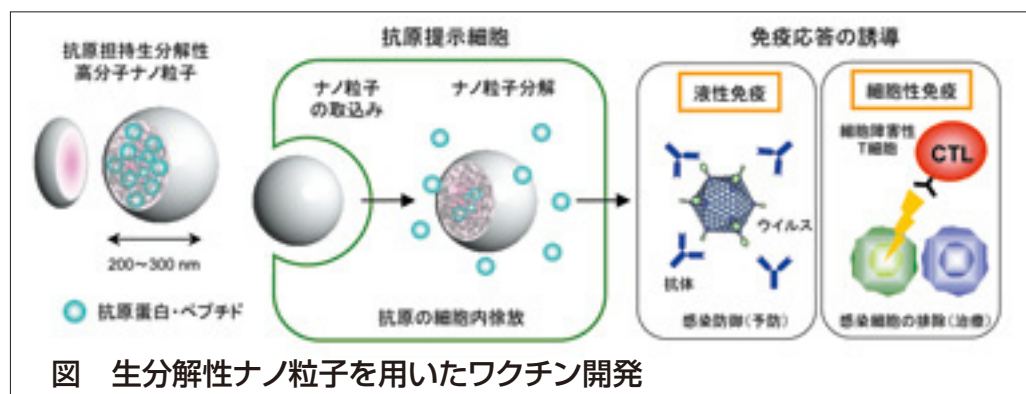 抗原担持生分解性
高分子ナノ粒子
200～300 nm
抗原蛋白・ペプチド
抗原提示細胞
ナノ粒子
の取込み
ナノ粒子分解
抗原の細胞内徐放
免疫応答の誘導
液性免疫
ウイルス
抗体
感染防御(予防)
細胞性免疫
細胞障害性
T細胞
CTL
感染細胞の排除(治療)
図 生分解性ナノ粒子を用いたワクチン開発